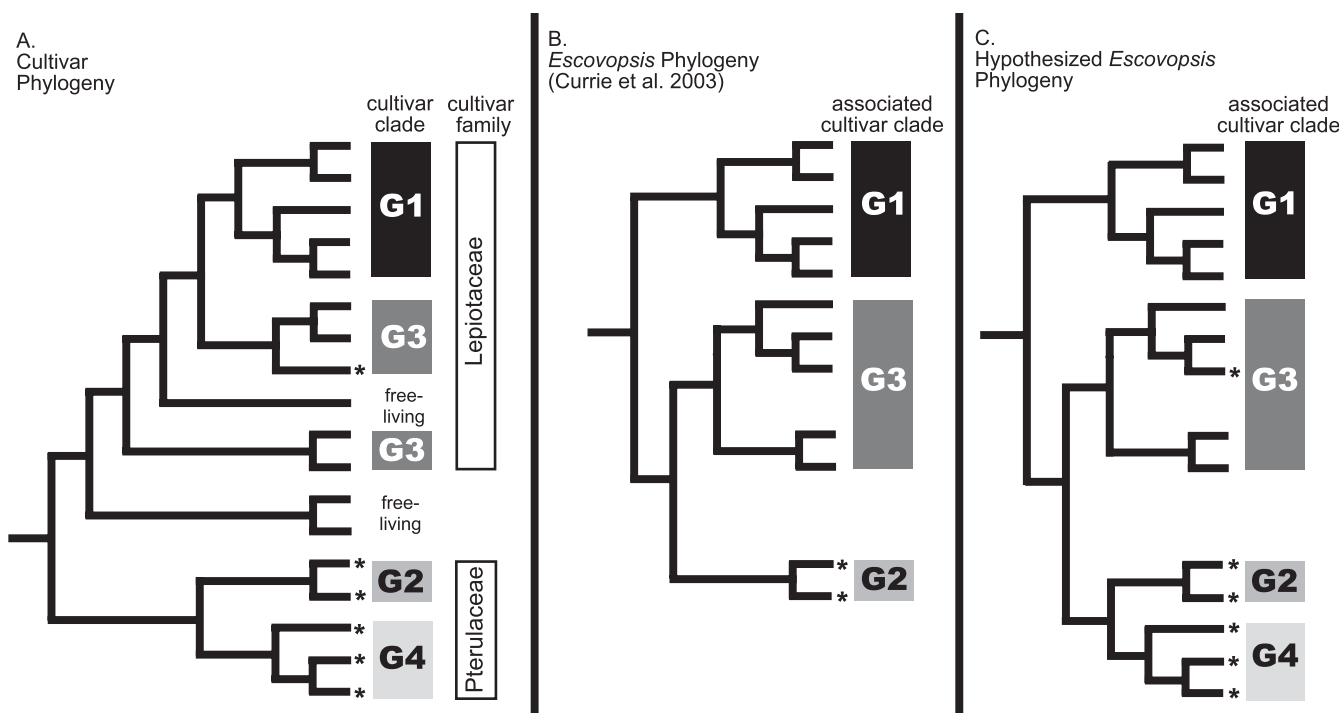 A.
Cultivar
Phylogeny
cultivar
clade
cultivar
family
G1
G3
*
free-
living
G3
free-
living
*
G2
*
*
G4
*
*
Lepiotaceae
Pterulaceae
B.
Escovopsis Phylogeny
(Currie et al. 2003)
associated
cultivar clade
G1
G3
*
G2
*
C.
Hypothesized Escovopsis
Phylogeny
associated
cultivar clade
G1
*
G3
*
G2
*
*
G4
*
*